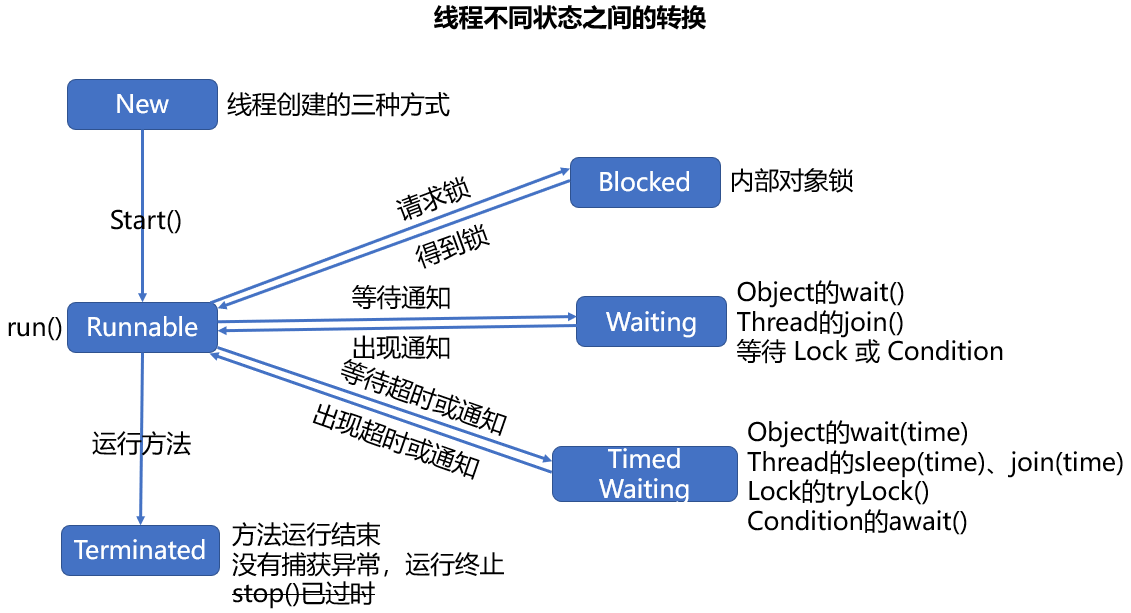 线程不同状态之间的转换
New
线程创建的三种方式
Start()
请求锁
得到锁
Blocked
内部对象锁
run()
Runnable
等待通知
出现通知
Waiting
Object的wait()
Thread的join()
等待 Lock 或 Condition
等待超时或通知
出现超时或通知
Timed
Waiting
Object的wait(time)
Thread的sleep(time)、join(time)
Lock的tryLock()
Condition的await()
运行方法
Terminated
方法运行结束
没有捕获异常，运行终止
stop()已过时